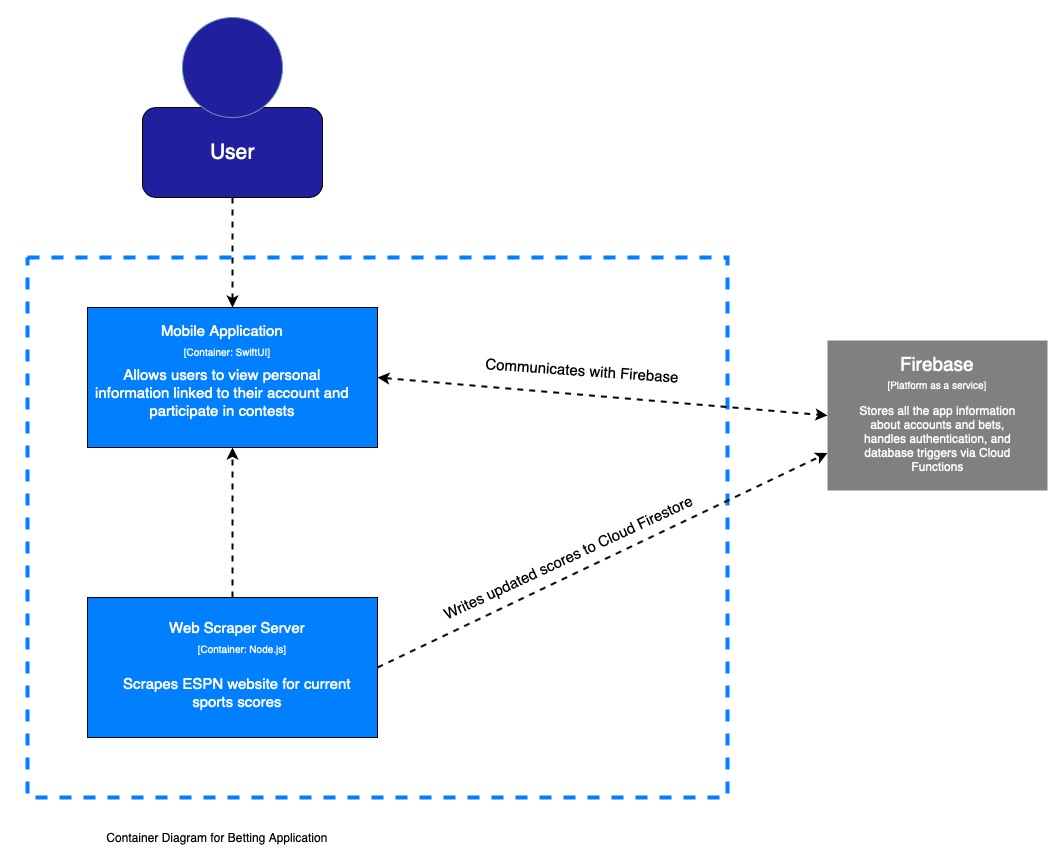 User
Mobile Application
[Container: SwiftUI]
Allows users to view personal
information linked to their account and
participate in contests
Communicates with Firebase
Firebase
[Platform as a service]
Stores all the app information
about accounts and bets,
handles authentication, and
database triggers via Cloud
Functions
Writes updated scores to Cloud Firestore
Web Scraper Server
[Container: Node.js]
Scrapes ESPN website for current
sports scores
Container Diagram for Betting Application